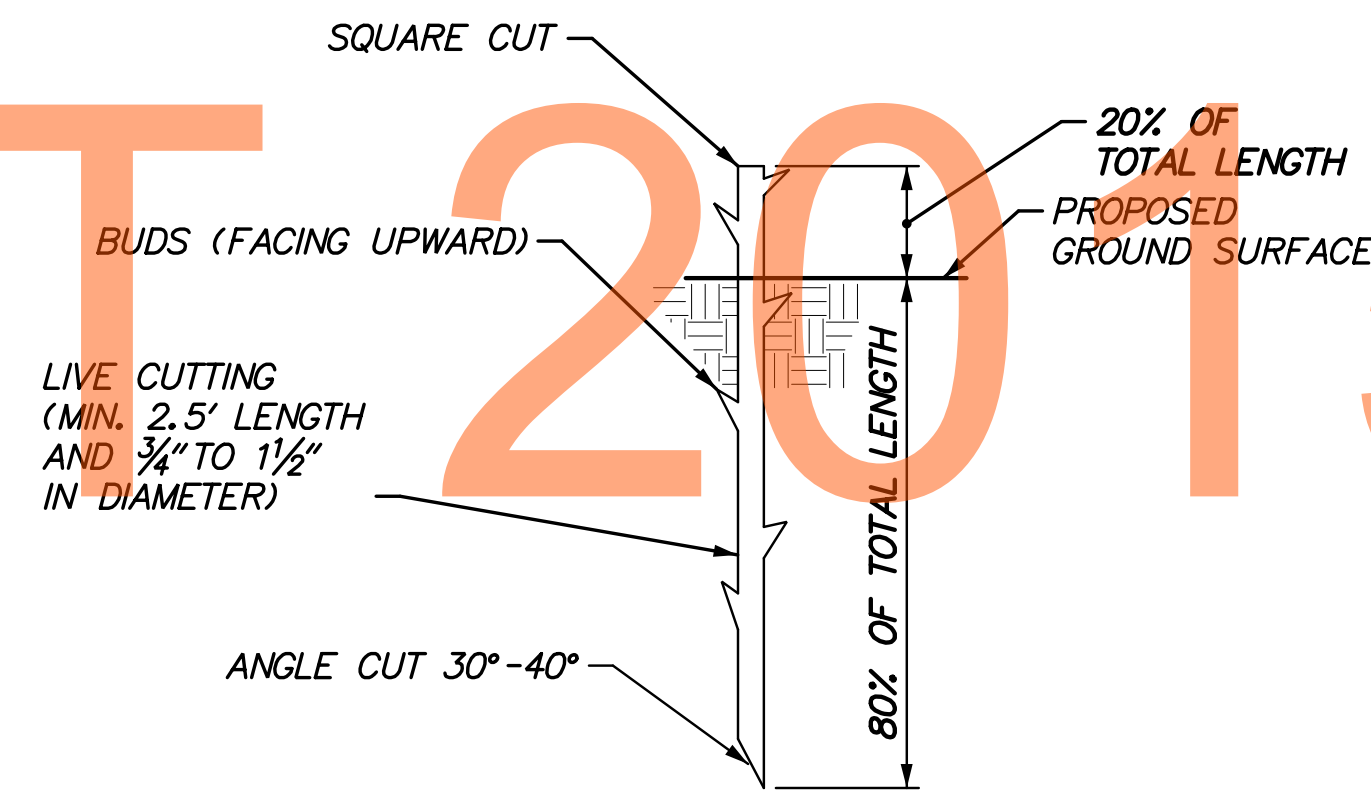 SQUARE CUT
20% OF
TOTAL LENGTH
PROPOSED
GROUND SURFACE
BUDS (FACING UPWARD)
LIVE CUTTING
(MIN. 2.5' LENGTH
AND 3/4" TO 1 1/2"
IN DIAMETER)
80% OF TOTAL LENGTH
ANGLE CUT 30°-40°
T 201